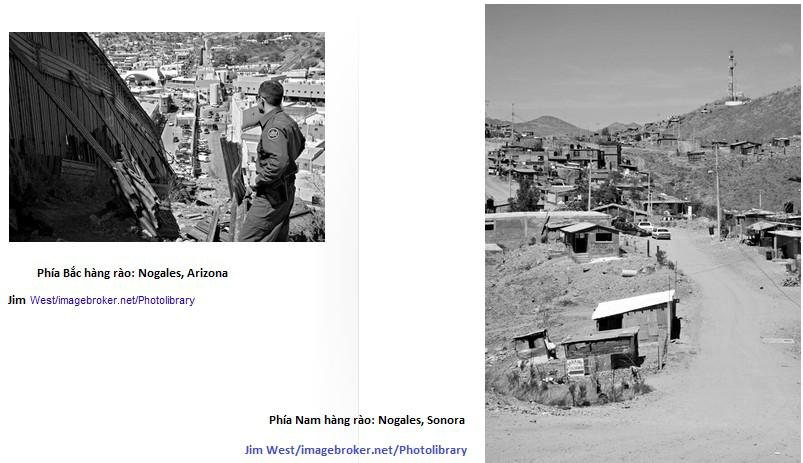 Phía Bắc hàng rào: Nogales, Arizona
Jim West/imagebroker.net/Photolibrary
Phía Nam hàng rào: Nogales, Sonora
Jim West/imagebroker.net/Photolibrary